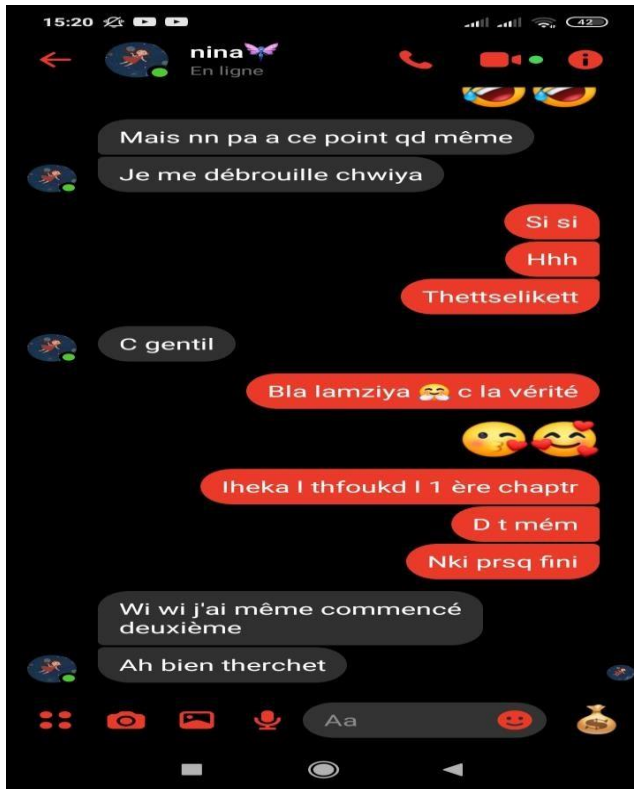 15:20
42
nina
En ligne
Mais nn pa a ce point qd même
Je me débrouille chwiya
Si si
Hhh
Thettselikett
C gentil
Bla lamziya 🤗 c la vérité
😘🥰
Iheka l thfoukd l 1 ère chaptr
D t mém
Nki prsq fini
Wi wi j'ai même commencé
deuxième
Ah bien therchet
Aa